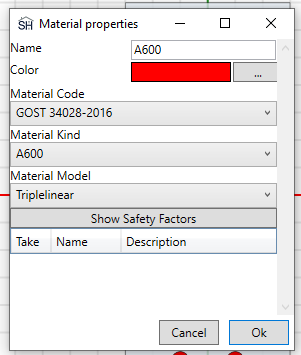 SH Material properties
Name A600
Color ...
Material Code
GOST 34028-2016
Material Kind
A600
Material Model
Triplelinear
Show Safety Factors
Take Name Description
Cancel Ok